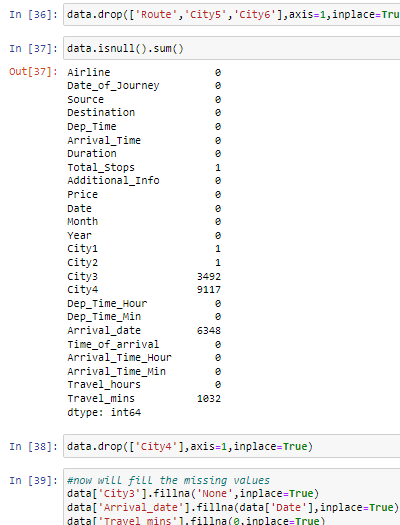 In [36]: data.drop(['Route','City5','City6'],axis=1,inplace=Tru
In [37]: data.isnull().sum()
Out[37]: Airline 0
Date_of_Journey 0
Source 0
Destination 0
Dep_Time 0
Arrival_Time 0
Duration 0
Total_Stops 1
Additional_Info 0
Price 0
Date 0
Month 0
Year 0
City1 1
City2 1
City3 3492
City4 9117
Dep_Time_Hour 0
Dep_Time_Min 0
Arrival_date 6348
Time_of_arrival 0
Arrival_Time_Hour 0
Arrival_Time_Min 0
Travel_hours 0
Travel_mins 1032
dtype: int64
In [38]: data.drop(['City4'],axis=1,inplace=True)
In [39]: #now will fill the missing values
data['City3'].fillna('None',inplace=True)
data['Arrival_date'].fillna(data['Date'],inplace=True)
data['Travel_mins'].fillna(0,inplace=True)